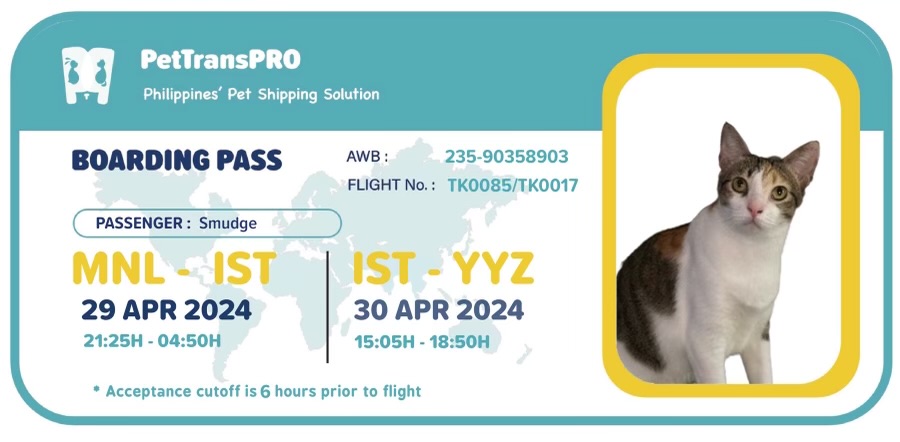 PetTransPRO
Philippines' Pet Shipping Solution
BOARDING PASS
AWB : 235-90358903
FLIGHT No. : TK0085/TK0017
PASSENGER : Smudge
MNL - IST
29 APR 2024
21:25H - 04:50H
IST - YYZ
30 APR 2024
15:05H - 18:50H
* Acceptance cutoff is 6 hours prior to flight